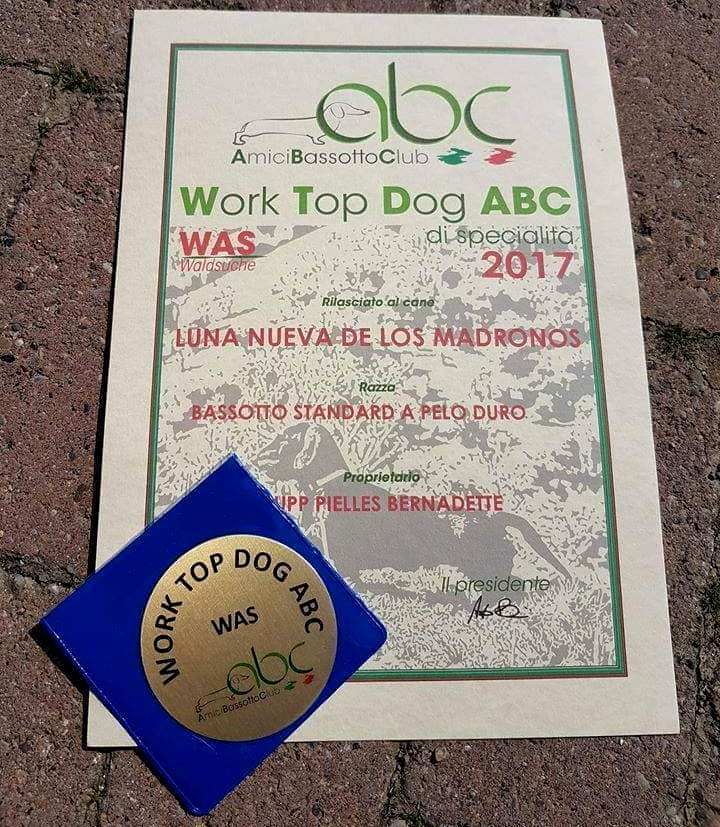 abc
AmiciBassottoClub
Work Top Dog ABC
di specialità
WAS
Waldsuche
2017
Rilasciato al cane
LUNA NUEVA DE LOS MADRONOS
Razza
BASSOTTO STANDARD A PELO DURO
Proprietario
PIELLES BERNADETTE
Il presidente
WORK TOP DOG ABC
WAS
abc
AmiciBassottoClub